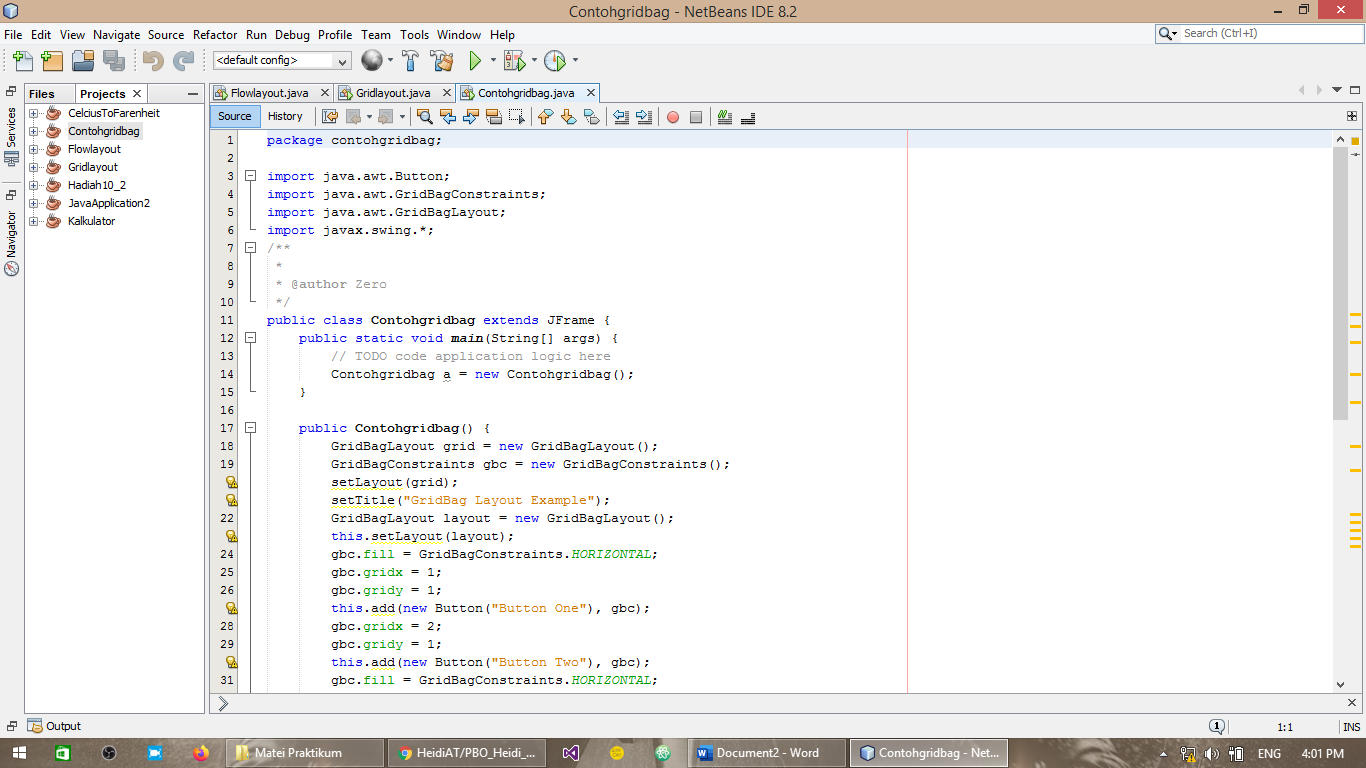 Contohgridbag - NetBeans IDE 8.2
File Edit View Navigate Source Refactor Run Debug Profile Team Tools Window Help
Search (Ctrl+I)
<default config>
Files Projects
Services
Navigator
CelciusToFarenheit
Contohgridbag
Flowlayout
Gridlayout
Hadiah10_2
JavaApplication2
Kalkulator
Flowlayout.java Gridlayout.java Contohgridbag.java
Source History
1 package contohgridbag;
2
3 import java.awt.Button;
4 import java.awt.GridBagConstraints;
5 import java.awt.GridBagLayout;
6 import javax.swing.*;
7 /**
8 *
9 * @author Zero
10 */
11 public class Contohgridbag extends JFrame {
12 public static void main(String[] args) {
13 // TODO code application logic here
14 Contohgridbag a = new Contohgridbag();
15 }
16
17 public Contohgridbag() {
18 GridBagLayout grid = new GridBagLayout();
19 GridBagConstraints gbc = new GridBagConstraints();
setLayout(grid);
setTitle("GridBag Layout Example");
22 GridBagLayout layout = new GridBagLayout();
this.setLayout(layout);
24 gbc.fill = GridBagConstraints.HORIZONTAL;
25 gbc.gridx = 1;
26 gbc.gridy = 1;
this.add(new Button("Button One"), gbc);
28 gbc.gridx = 2;
29 gbc.gridy = 1;
this.add(new Button("Button Two"), gbc);
31 gbc.fill = GridBagConstraints.HORIZONTAL;
Output
1
1:1
INS
Matei Praktikum
HeidiAT/PBO_Heidi_...
Document2 - Word
Contohgridbag - Net...
ENG
4:01 PM